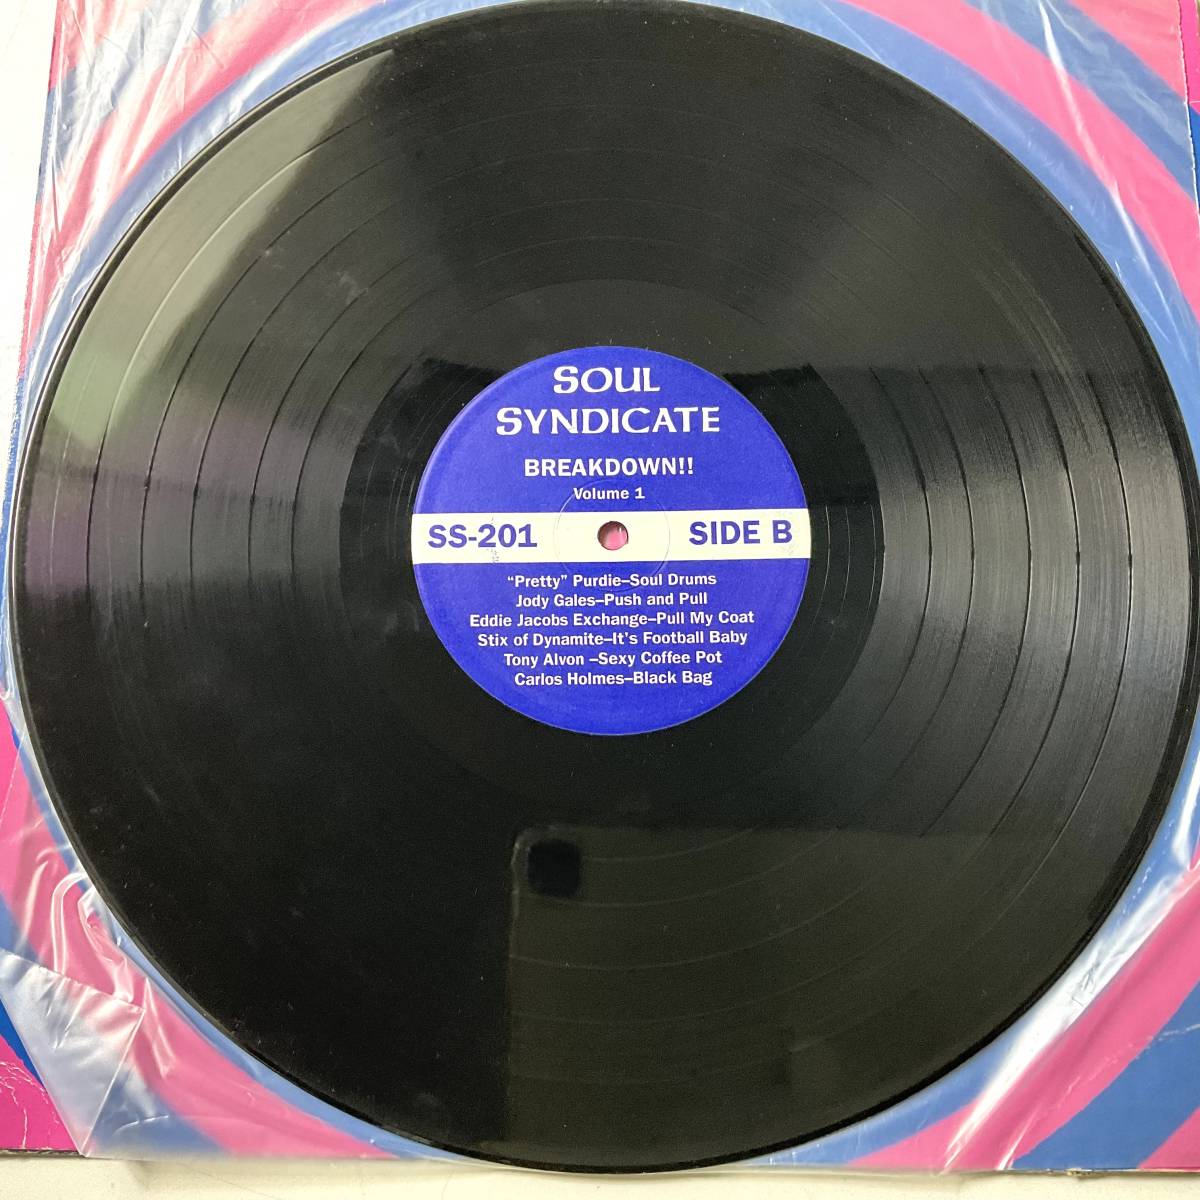 SOUL
SYNDICATE
BREAKDOWN!!
Volume 1
SS-201 SIDE B
"Pretty" Purdie–Soul Drums
Jody Gales–Push and Pull
Eddie Jacobs Exchange–Pull My Coat
Stix of Dynamite–It's Football Baby
Tony Alvon –Sexy Coffee Pot
Carlos Holmes–Black Bag